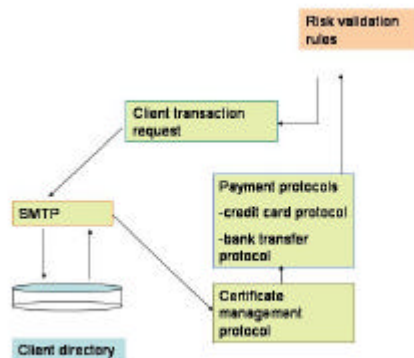 Risk validation
rules
Client transaction
request
Payment protocols
-credit card protocol
-bank transfer
protocol
SMTP
Certificate
management
protocol
Client directory